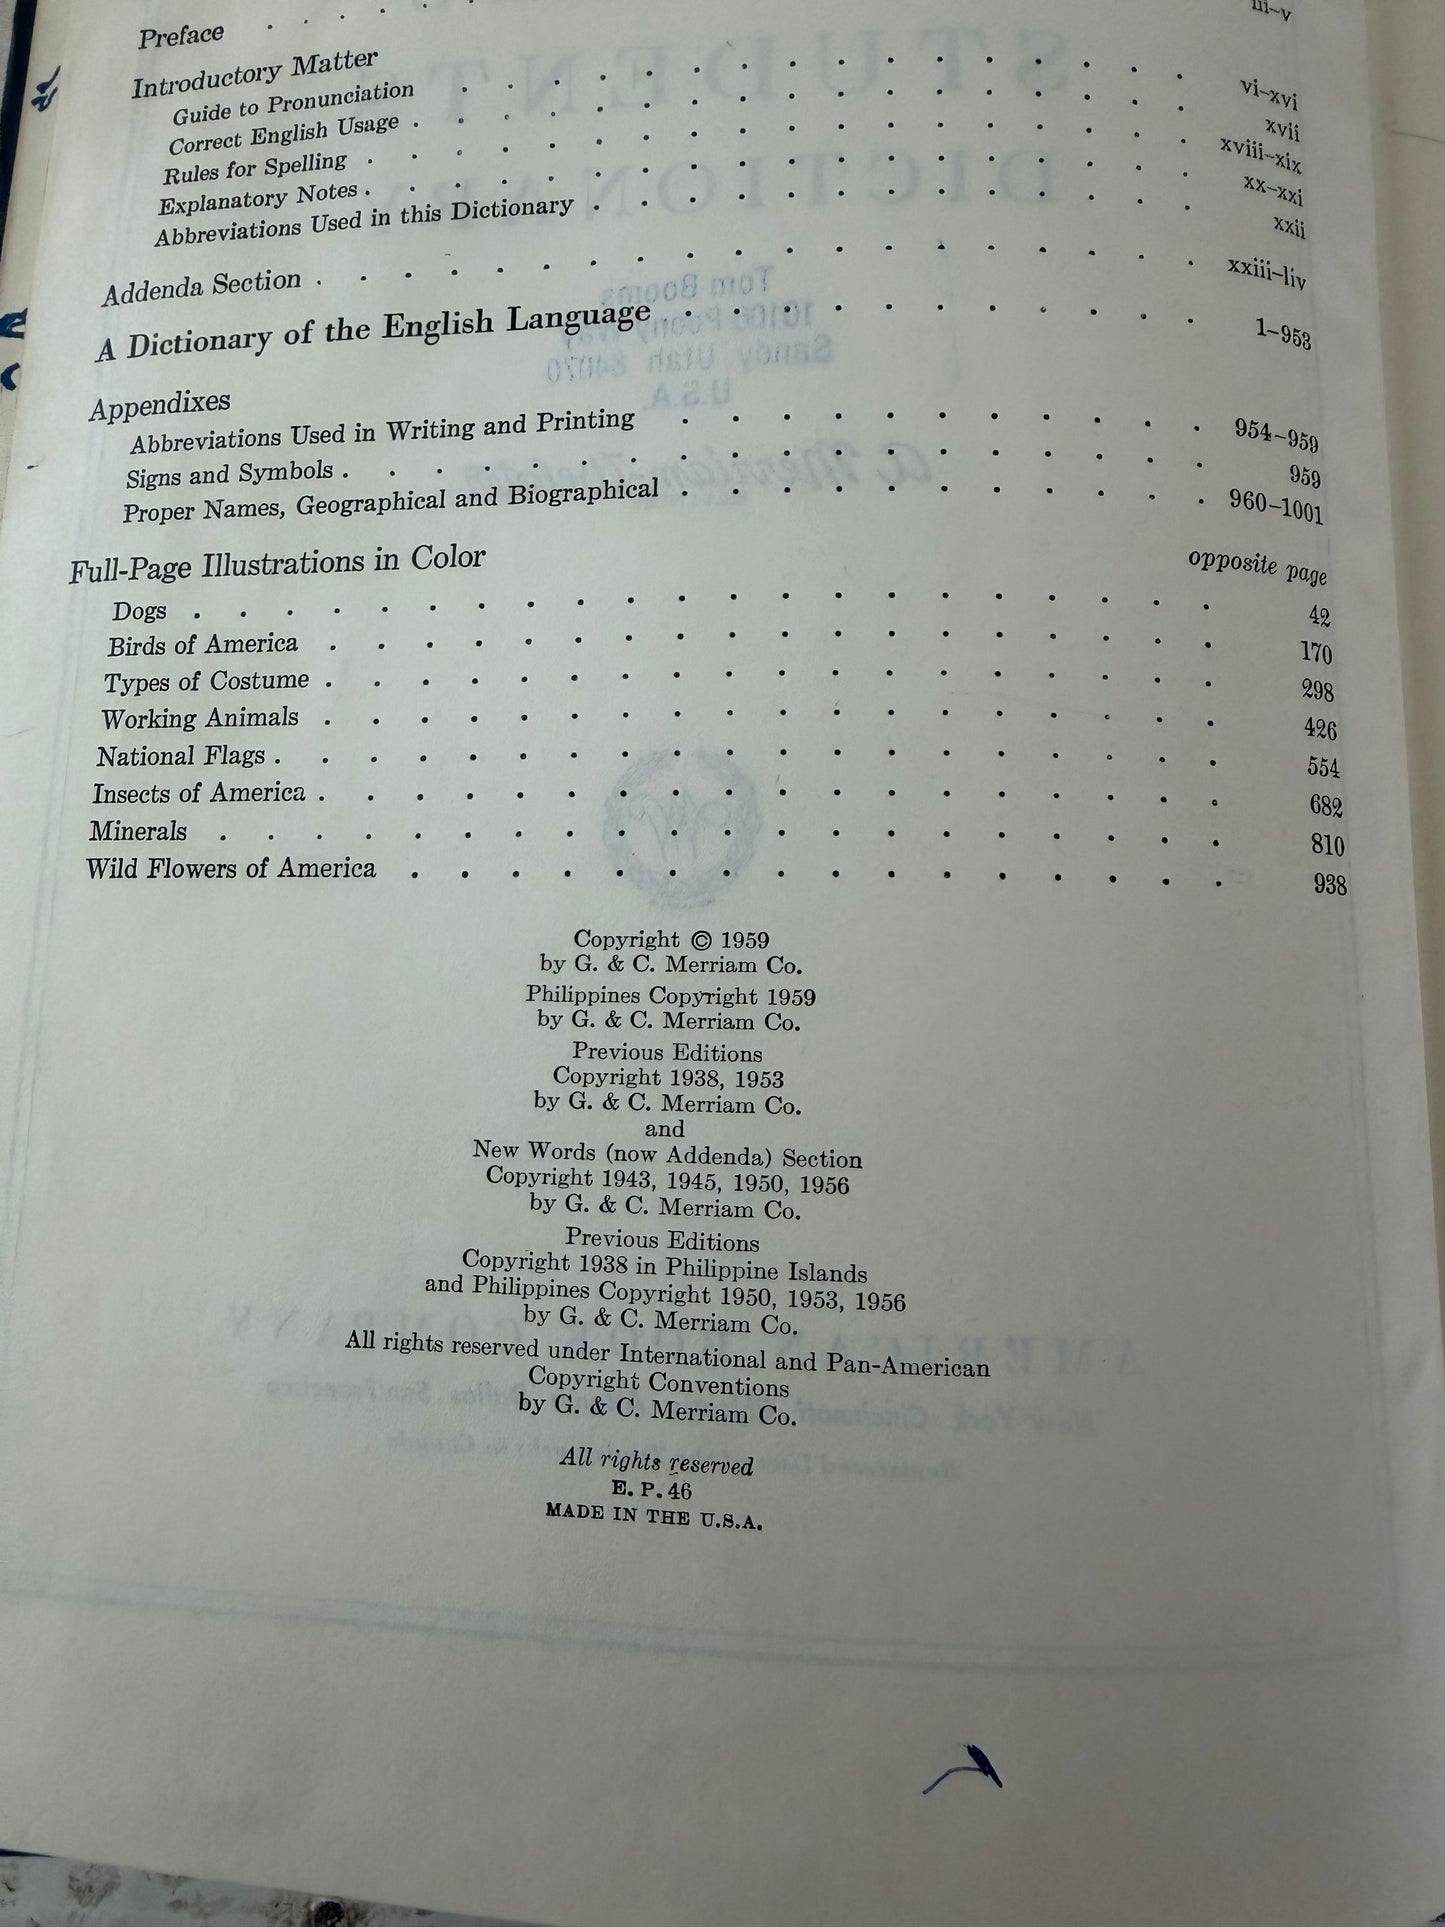 Preface . . . iii–v
Introductory Matter
Guide to Pronunciation . . . vi–xvi
Correct English Usage . . . xvii
Rules for Spelling . . . xviii–xix
Explanatory Notes . . . xx–xxi
Abbreviations Used in this Dictionary . . . xxii
Addenda Section . . . xxiii–liv
A Dictionary of the English Language . . . 1–953
Appendixes
Abbreviations Used in Writing and Printing . . . 954–959
Signs and Symbols . . . 959
Proper Names, Geographical and Biographical . . . 960–1001
Full-Page Illustrations in Color opposite page
Dogs . . . 42
Birds of America . . . 170
Types of Costume . . . 298
Working Animals . . . 426
National Flags . . . 554
Insects of America . . . 682
Minerals . . . 810
Wild Flowers of America . . . 938
Copyright © 1959
by G. & C. Merriam Co.
Philippines Copyright 1959
by G. & C. Merriam Co.
Previous Editions
Copyright 1938, 1953
by G. & C. Merriam Co.
and
New Words (now Addenda) Section
Copyright 1943, 1945, 1950, 1956
by G. & C. Merriam Co.
Previous Editions
Copyright 1938 in Philippine Islands
and Philippines Copyright 1950, 1953, 1956
by G. & C. Merriam Co.
All rights reserved under International and Pan-American
Copyright Conventions
by G. & C. Merriam Co.
All rights reserved
E. P. 46
MADE IN THE U.S.A.